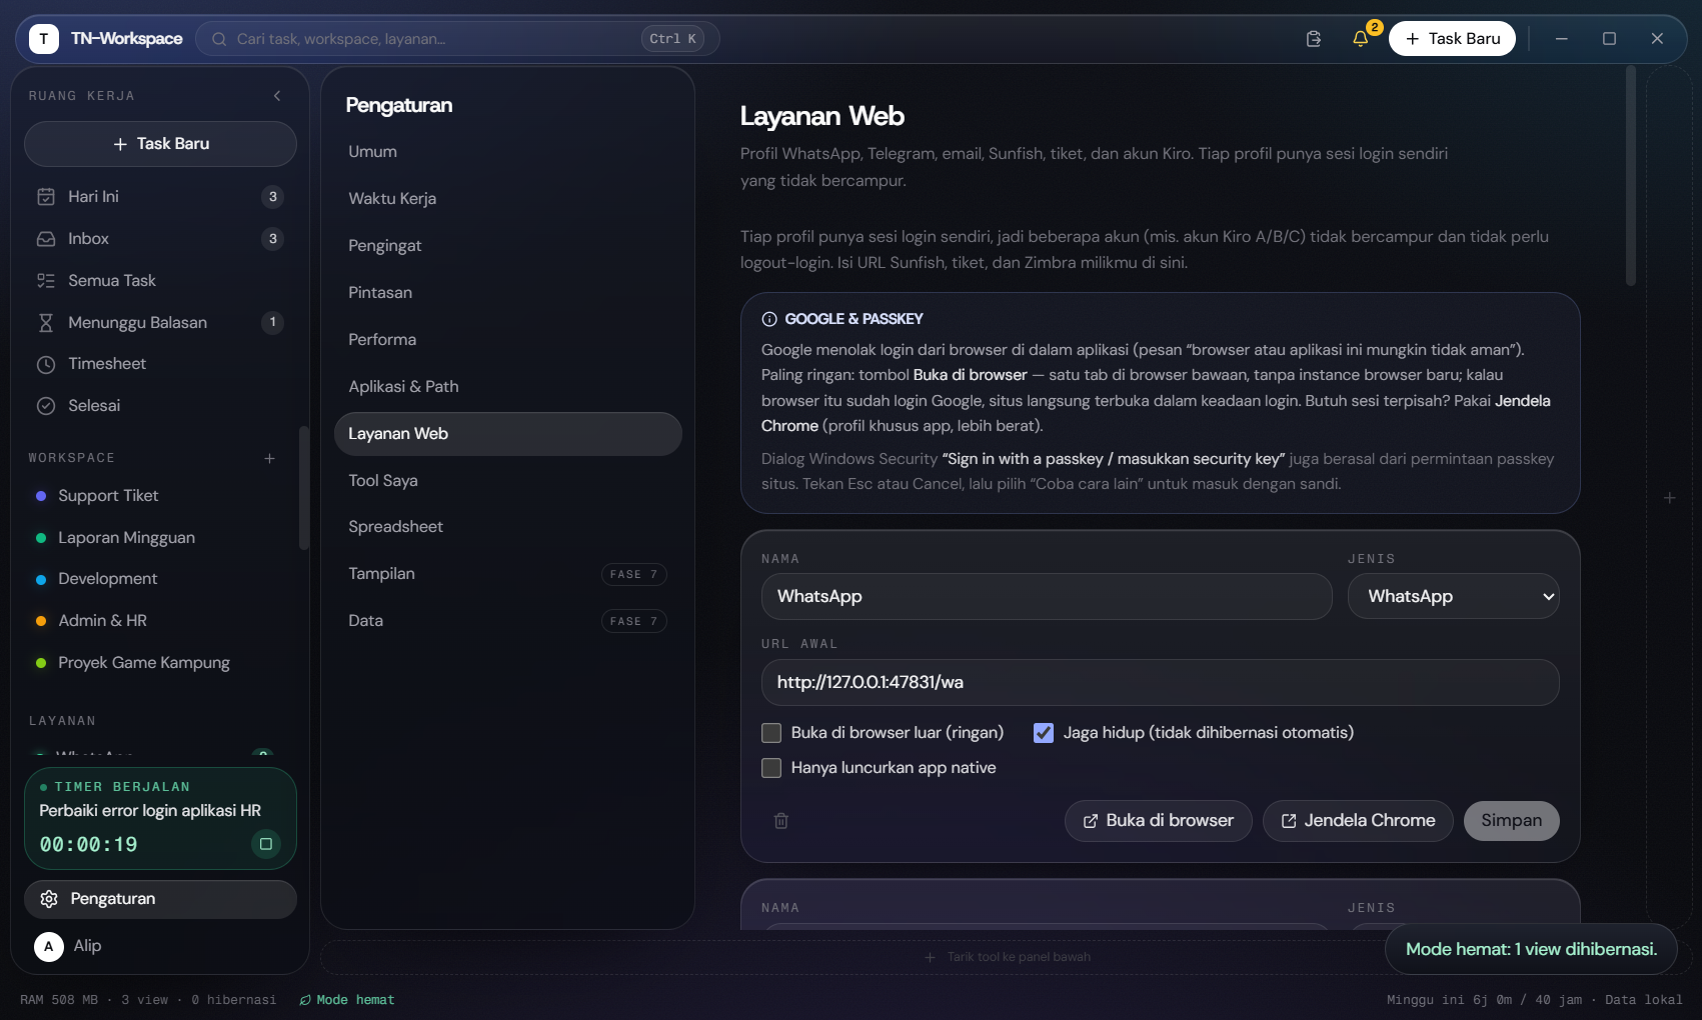 T
TN-Workspace
Cari task, workspace, layanan...
Ctrl K
2
Task Baru
RUANG KERJA
Task Baru
Hari Ini
3
Inbox
3
Semua Task
Menunggu Balasan
1
Timesheet
Selesai
WORKSPACE
Support Tiket
Laporan Mingguan
Development
Admin & HR
Proyek Game Kampung
LAYANAN
WhatsApp
TIMER BERJALAN
Perbaiki error login aplikasi HR
00:00:19
Pengaturan
A
Alip
Pengaturan
Umum
Waktu Kerja
Pengingat
Pintasan
Performa
Aplikasi & Path
Layanan Web
Tool Saya
Spreadsheet
Tampilan
FASE 7
Data
FASE 7
Layanan Web
Profil WhatsApp, Telegram, email, Sunfish, tiket, dan akun Kiro. Tiap profil punya sesi login sendiri
yang tidak bercampur.
Tiap profil punya sesi login sendiri, jadi beberapa akun (mis. akun Kiro A/B/C) tidak bercampur dan tidak perlu
logout-login. Isi URL Sunfish, tiket, dan Zimbra milikmu di sini.
GOOGLE & PASSKEY
Google menolak login dari browser di dalam aplikasi (pesan “browser atau aplikasi ini mungkin tidak aman”).
Paling ringan: tombol Buka di browser — satu tab di browser bawaan, tanpa instance browser baru; kalau
browser itu sudah login Google, situs langsung terbuka dalam keadaan login. Butuh sesi terpisah? Pakai Jendela
Chrome (profil khusus app, lebih berat).
Dialog Windows Security “Sign in with a passkey / masukkan security key” juga berasal dari permintaan passkey
situs. Tekan Esc atau Cancel, lalu pilih “Coba cara lain” untuk masuk dengan sandi.
NAMA
JENIS
WhatsApp
WhatsApp
URL AWAL
http://127.0.0.1:47831/wa
Buka di browser luar (ringan)
Jaga hidup (tidak dihibernasi otomatis)
Hanya luncurkan app native
Buka di browser
Jendela Chrome
Simpan
NAMA
JENIS
Tarik tool ke panel bawah
Mode hemat: 1 view dihibernasi.
RAM 508 MB · 3 view · 0 hibernasi
Mode hemat
Minggu ini 6j 0m / 40 jam · Data lokal